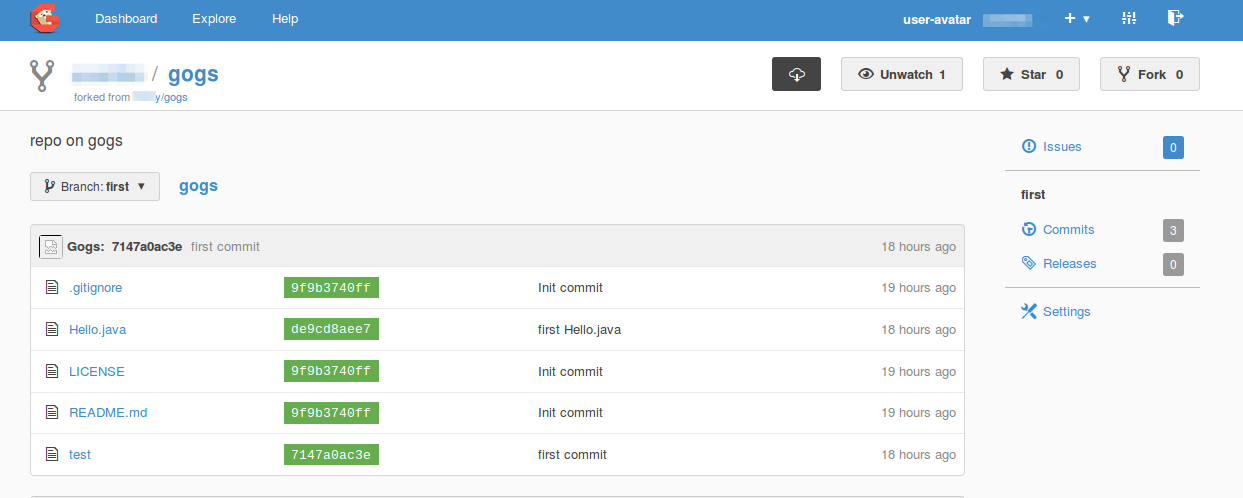 Dashboard Explore Help user-avatar
/ gogs
forked from y/gogs
Unwatch 1 Star 0 Fork 0
repo on gogs
Issues 0
Branch: first gogs
first
Gogs: 7147a0ac3e first commit 18 hours ago
Commits 3
.gitignore 9f9b3740ff Init commit 19 hours ago
Releases 0
Hello.java de9cd8aee7 first Hello.java 18 hours ago
Settings
LICENSE 9f9b3740ff Init commit 19 hours ago
README.md 9f9b3740ff Init commit 19 hours ago
test 7147a0ac3e first commit 18 hours ago